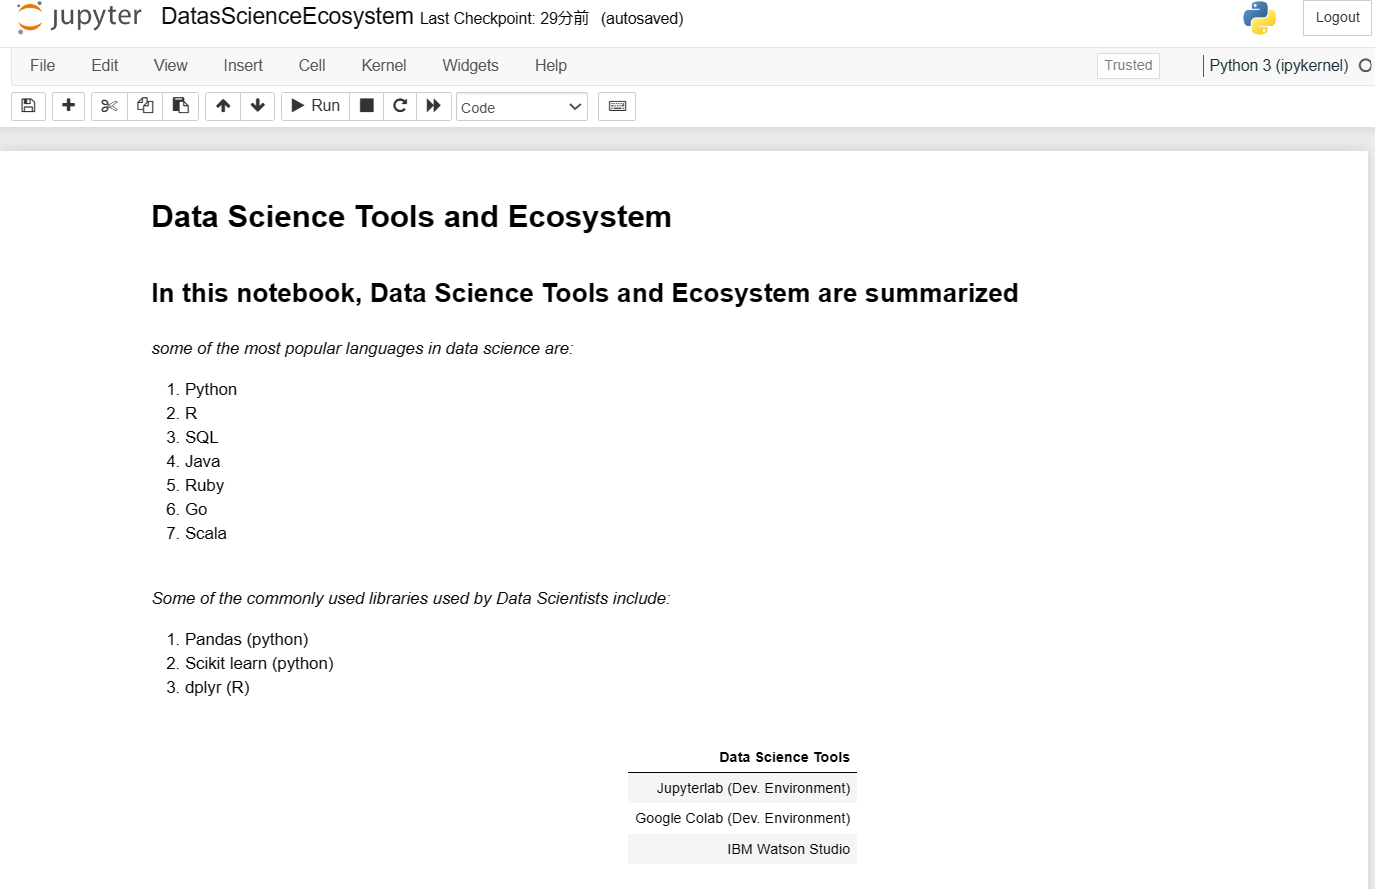 jupyter DatasScienceEcosystem Last Checkpoint: 29分前 (autosaved) Logout
File Edit View Insert Cell Kernel Widgets Help Trusted Python 3 (ipykernel)
Run Code
Data Science Tools and Ecosystem
In this notebook, Data Science Tools and Ecosystem are summarized
some of the most popular languages in data science are:
1. Python
2. R
3. SQL
4. Java
5. Ruby
6. Go
7. Scala
Some of the commonly used libraries used by Data Scientists include:
1. Pandas (python)
2. Scikit learn (python)
3. dplyr (R)
Data Science Tools
Jupyterlab (Dev. Environment)
Google Colab (Dev. Environment)
IBM Watson Studio